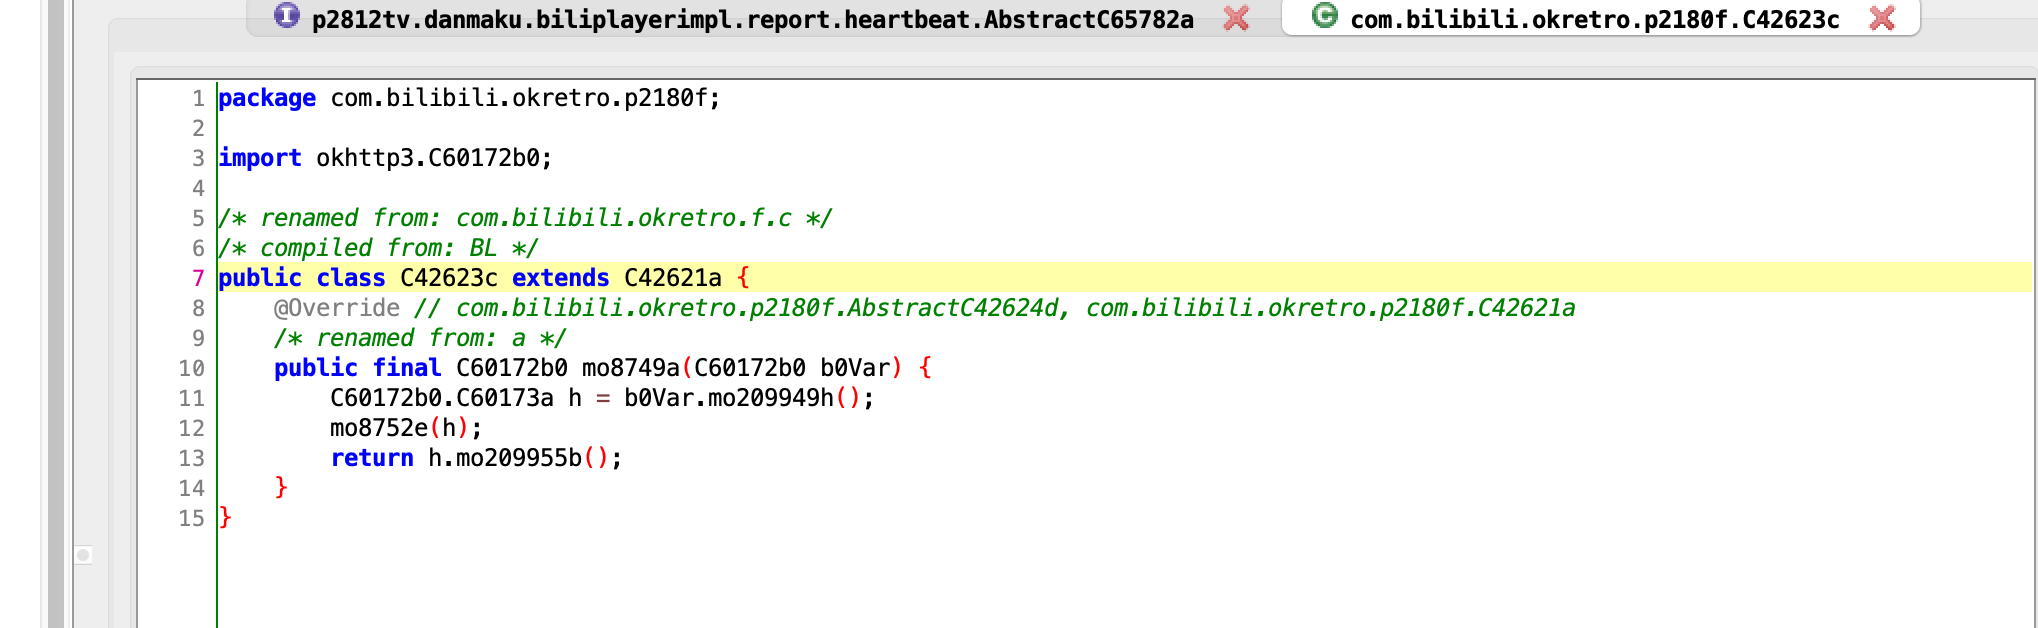 I p2812tv.danmaku.biliplayerimpl.report.heartbeat.AbstractC65782a C com.bilibili.okretro.p2180f.C42623c
1 package com.bilibili.okretro.p2180f;
2
3 import okhttp3.C60172b0;
4
5 /* renamed from: com.bilibili.okretro.f.c */
6 /* compiled from: BL */
7 public class C42623c extends C42621a {
8 @Override // com.bilibili.okretro.p2180f.AbstractC42624d, com.bilibili.okretro.p2180f.C42621a
9 /* renamed from: a */
10 public final C60172b0 mo8749a(C60172b0 b0Var) {
11 C60172b0.C60173a h = b0Var.mo209949h();
12 mo8752e(h);
13 return h.mo209955b();
14 }
15 }